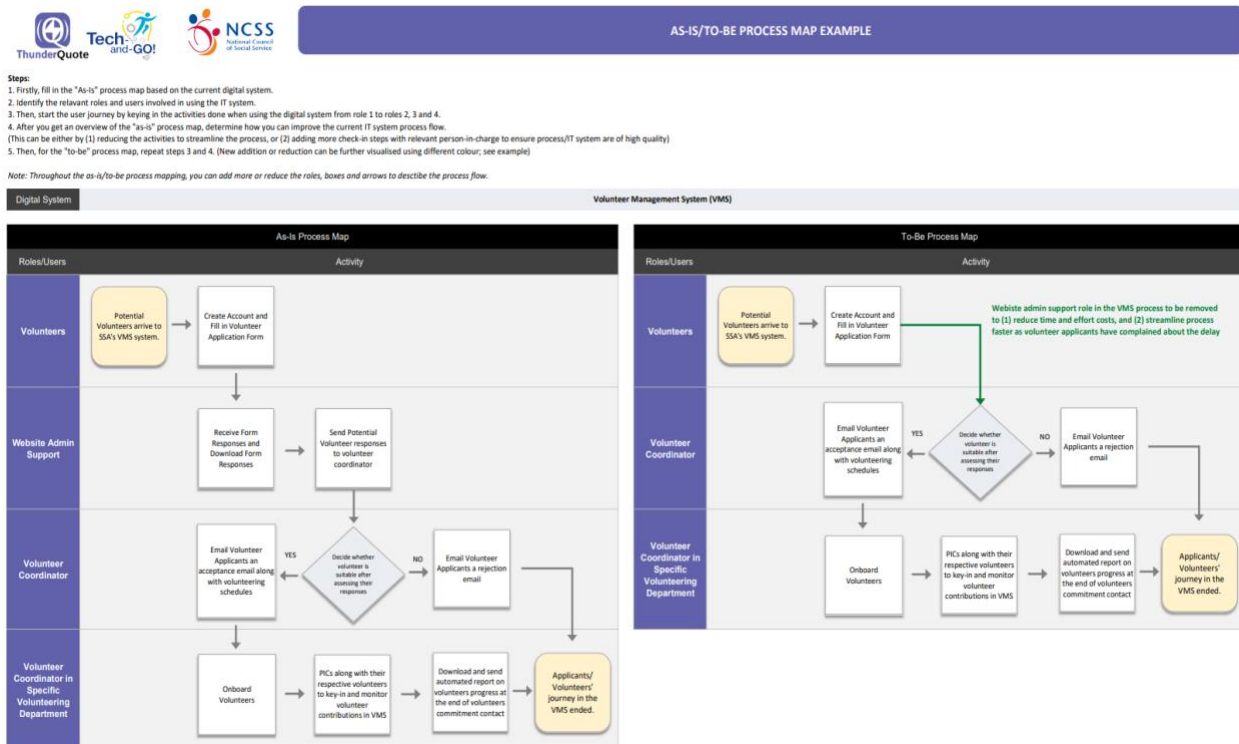 ThunderQuote
Tech-
and-GO!
NCSS
National Council
of Social Service
AS-IS/TO-BE PROCESS MAP EXAMPLE
Steps:
1. Firstly, fill in the "As-Is" process map based on the current digital system.
2. Identify the relavant roles and users involved in using the IT system.
3. Then, start the user journey by keying in the activities done when using the digital system from role 1 to roles 2, 3 and 4.
4. After you get an overview of the "as-is" process map, determine how you can improve the current IT system process flow.
(This can be either by (1) reducing the activities to streamline the process, or (2) adding more check-in steps with relevant person-in-charge to ensure process/IT system are of high quality)
5. Then, for the "to-be" process map, repeat steps 3 and 4. (New addition or reduction can be further visualised using different colour; see example)
Note: Throughout the as-is/to-be process mapping, you can add more or reduce the roles, boxes and arrows to desctibe the process flow.
Digital System
Volunteer Management System (VMS)
As-Is Process Map
Roles/Users
Activity
Volunteers
Potential
Volunteers arrive to
SSA's VMS system.
Create Account and
Fill in Volunteer
Application Form
Website Admin
Support
Receive Form
Responses and
Download Form
Responses
Send Potential
Volunteer responses
to volunteer
coordinator
Volunteer
Coordinator
Email Volunteer
Applicants an
acceptance email along
with volunteering
schedules
YES
Decide whether
volunteer is
suitable after
assessing their
responses
NO
Email Volunteer
Applicants a rejection
email
Volunteer
Coordinator in
Specific
Volunteering
Department
Onboard
Volunteers
PICs along with their
respective volunteers
to key-in and monitor
volunteer
contributions in VMS
Download and send
automated report on
volunteers progress at
the end of volunteers
commitment contact
Applicants/
Volunteers'
journey in the
VMS ended.
To-Be Process Map
Roles/Users
Activity
Volunteers
Potential
Volunteers arrive to
SSA's VMS system.
Create Account and
Fill in Volunteer
Application Form
Webiste admin support role in the VMS process to be removed
to (1) reduce time and effort costs, and (2) streamline process
faster as volunteer applicants have complained about the delay
Volunteer
Coordinator
Email Volunteer
Applicants an
acceptance email along
with volunteering
schedules
YES
Decide whether
volunteer is
suitable after
assessing their
responses
NO
Email Volunteer
Applicants a rejection
email
Volunteer
Coordinator in
Specific
Volunteering
Department
Onboard
Volunteers
PICs along with their
respective volunteers
to key-in and monitor
volunteer
contributions in VMS
Download and send
automated report on
volunteers progress at
the end of volunteers
commitment contact
Applicants/
Volunteers'
journey in the
VMS ended.